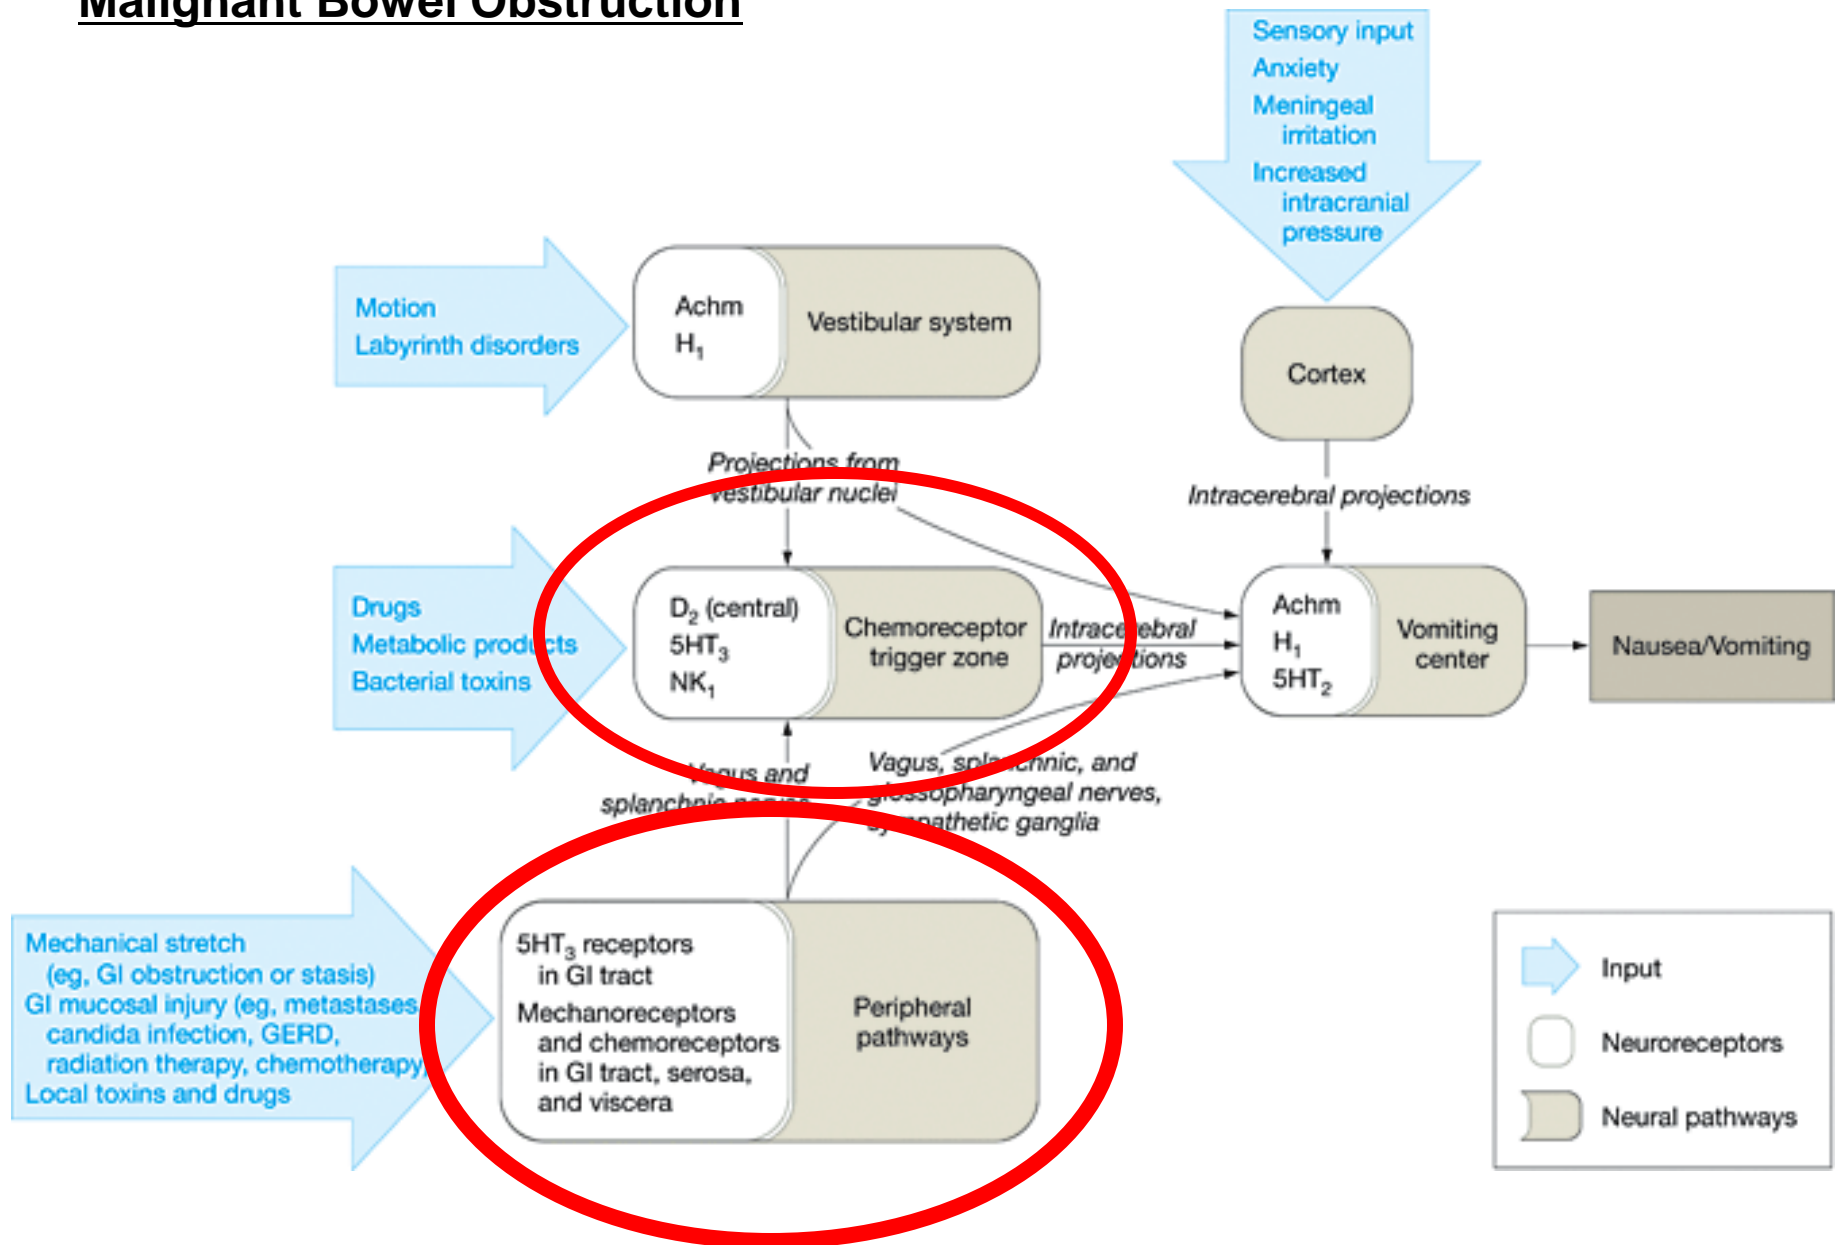 Malignant Bowel Obstruction
Sensory input
Anxiety
Meningeal
irritation
Increased
intracranial
pressure
Motion
Labyrinth disorders
Achm
H₁
Vestibular system
Cortex
Projections from
vestibular nuclei
Intracerebral projections
Drugs
Metabolic products
Bacterial toxins
D₂ (central)
5HT₃
NK₁
Chemoreceptor
trigger zone
Intracerebral
projections
Achm
H₁
5HT₂
Vomiting
center
Nausea/Vomiting
Vagus and
splanchnic nerves
Vagus, splanchnic, and
glossopharyngeal nerves,
sympathetic ganglia
Mechanical stretch
(eg, GI obstruction or stasis)
GI mucosal injury (eg, metastases,
candida infection, GERD,
radiation therapy, chemotherapy)
Local toxins and drugs
5HT₃ receptors
in GI tract
Mechanoreceptors
and chemoreceptors
in GI tract, serosa,
and viscera
Peripheral
pathways
Input
Neuroreceptors
Neural pathways